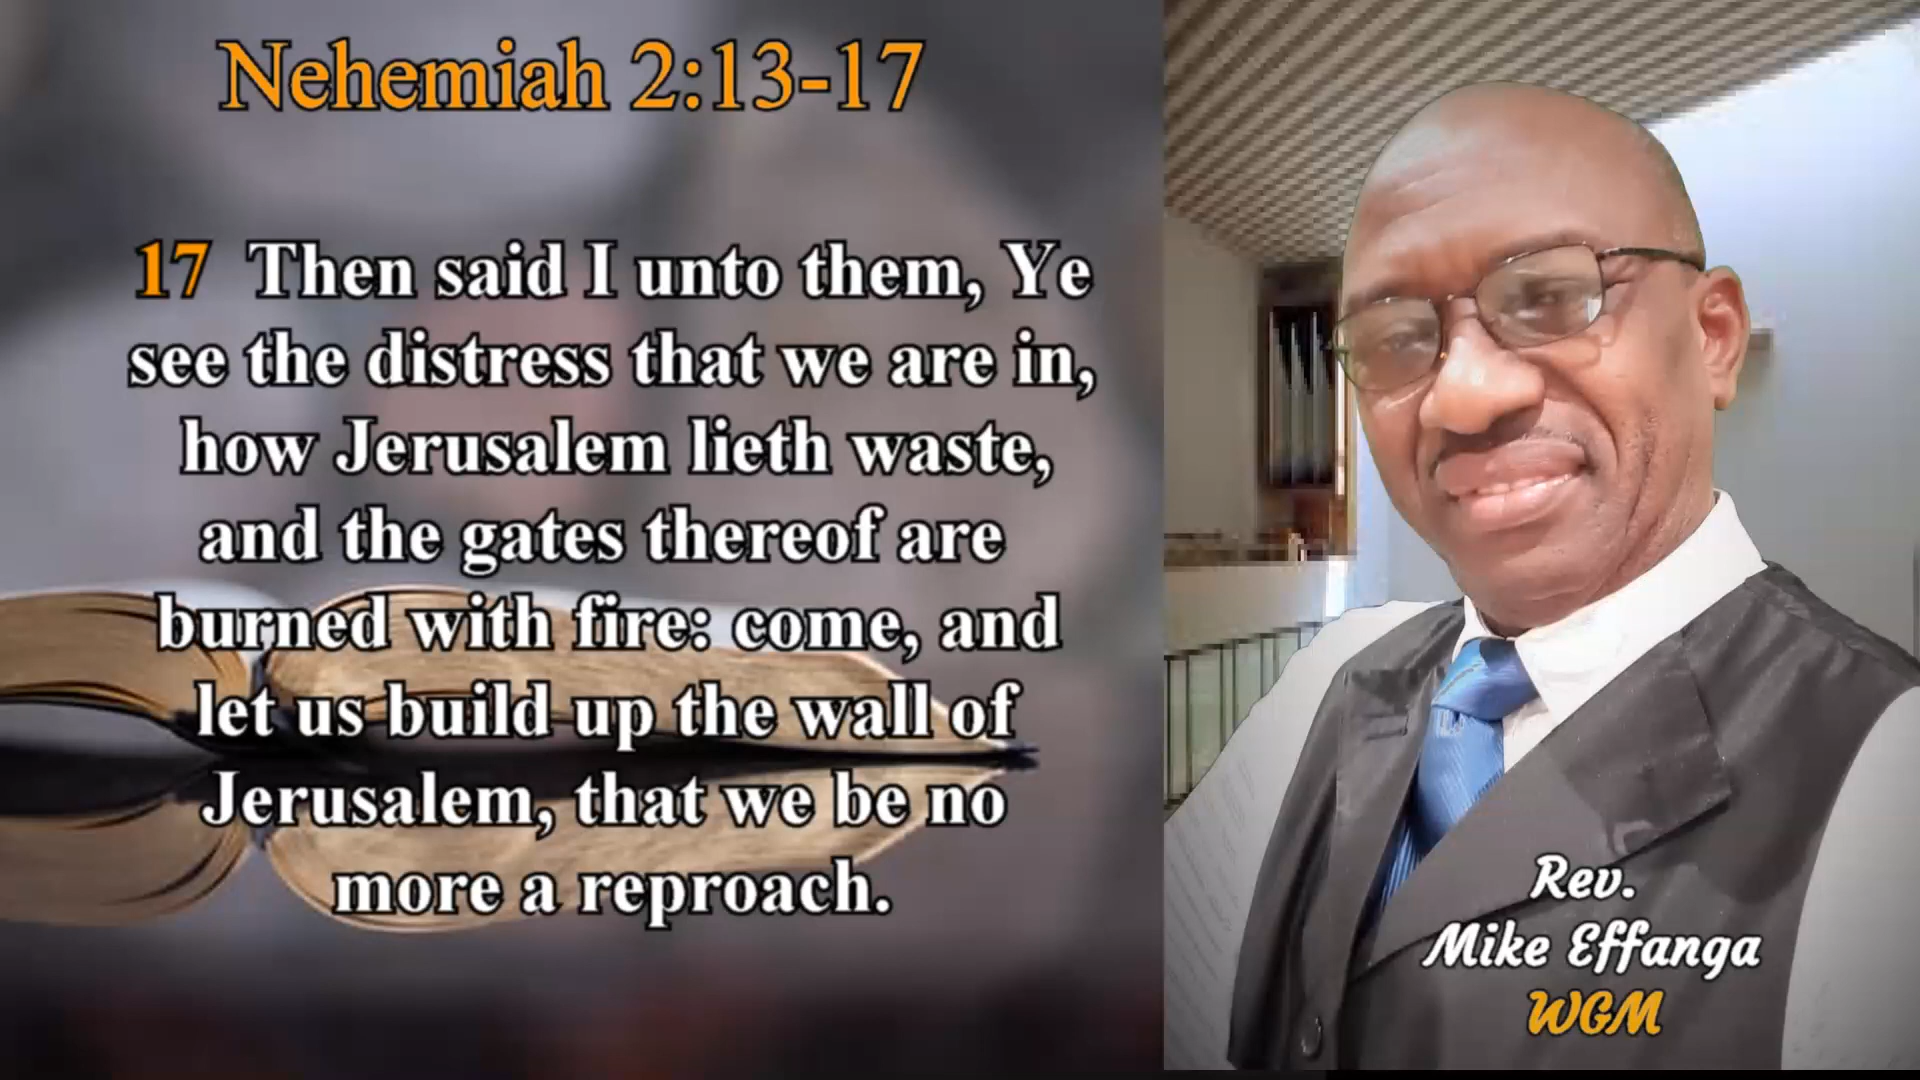 Nehemiah 2:13-17
17 Then said I unto them, Ye
see the distress that we are in,
how Jerusalem lieth waste,
and the gates thereof are
burned with fire: come, and
let us build up the wall of
Jerusalem, that we be no
more a reproach.
Rev.
Mike Effanga
WGM